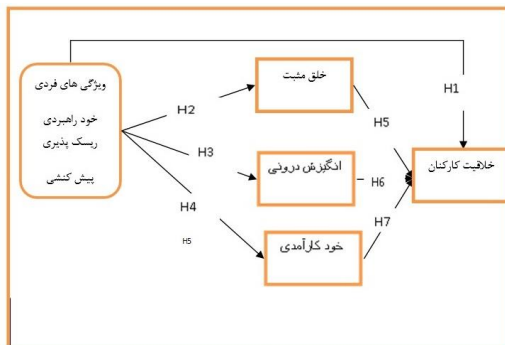 ویژگی های فردی
خود راهبردی
ریسک پذیری
پیش کنشی
H2
H3
H4
H5
خلق مثبت
انگیزش درونی
خود کارآمدی
H5
H6
H7
H1
خلاقیت کارکنان